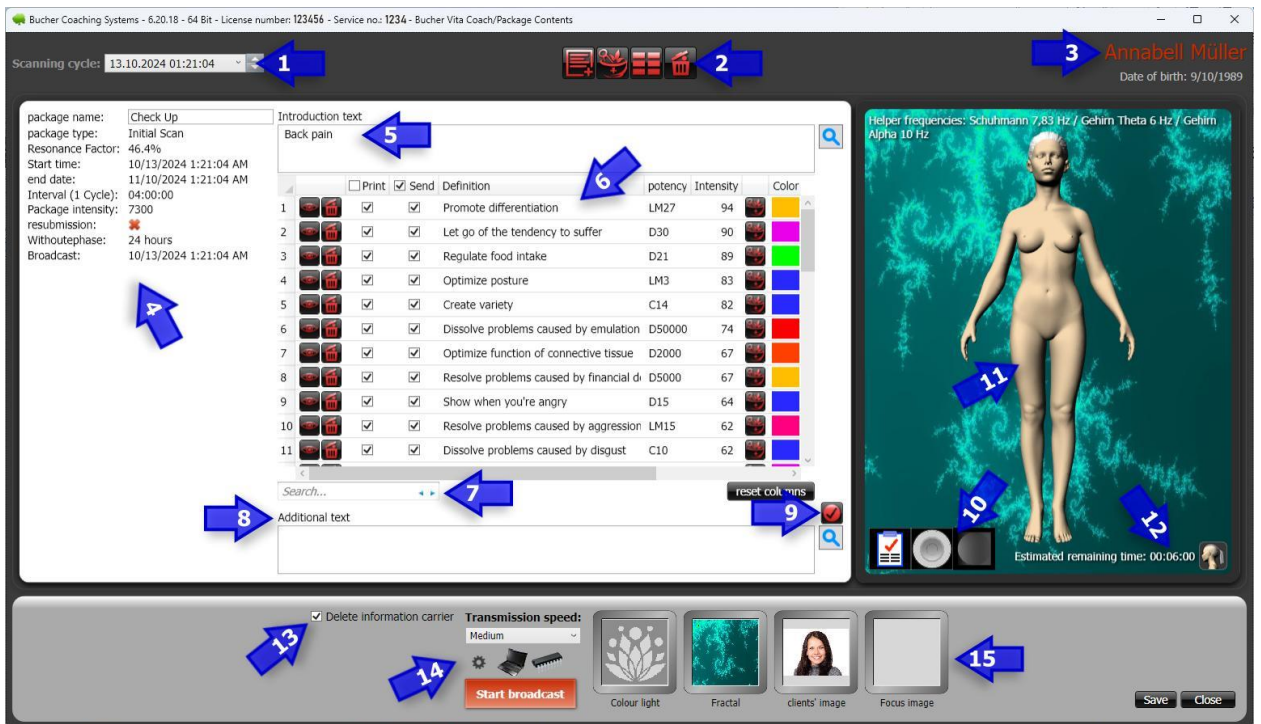 Bucher Coaching Systems - 6.20.18 - 64 Bit - License number: 123456 - Service no.: 1234 - Bucher Vita Coach/Package Contents
Scanning cycle: 13.10.2024 01:21:04
1
2
3
Annabell Müller
Date of birth: 9/10/1989
package name: Check Up
package type: Initial Scan
Resonance Factor: 46.4%
Start time: 10/13/2024 1:21:04 AM
end date: 11/10/2024 1:21:04 AM
Interval (1 Cycle): 04:00:00
Package intensity: 7300
resubmission:
Withoutephase: 24 hours
Broadcast: 10/13/2024 1:21:04 AM
4
Introduction text
Back pain
5
6
Print Send Definition potency Intensity Color
1 Promote differentiation LM27 94
2 Let go of the tendency to suffer D30 90
3 Regulate food intake D21 89
4 Optimize posture LM3 83
5 Create variety C14 82
6 Dissolve problems caused by emulation D50000 74
7 Optimize function of connective tissue D2000 67
8 Resolve problems caused by financial d D5000 67
9 Show when you're angry D15 64
10 Resolve problems caused by aggression LM15 62
11 Dissolve problems caused by disgust C10 62
Search...
7
reset columns
8
Additional text
9
Helper frequencies: Schuhmann 7,83 Hz / Gehirn Theta 6 Hz / Gehirn
Alpha 10 Hz
11
10
12
Estimated remaining time: 00:06:00
13
Delete information carrier
Transmission speed:
Medium
14
Start broadcast
Colour light
Fractal
clients' image
Focus image
15
Save
Close